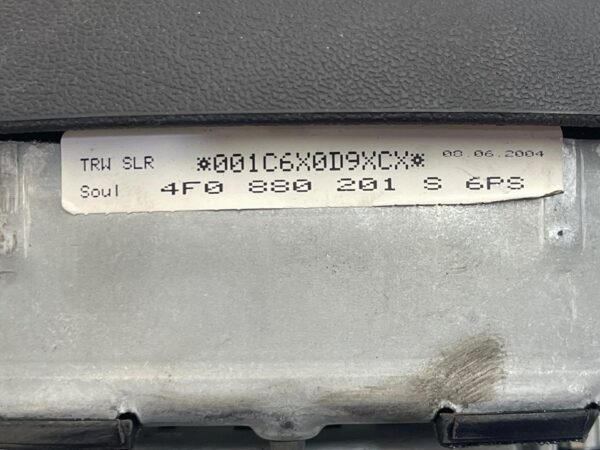 TRW SLR *001C6X0D9XCX* 08.06.2004
Soul 4F0 880 201 S 6PS